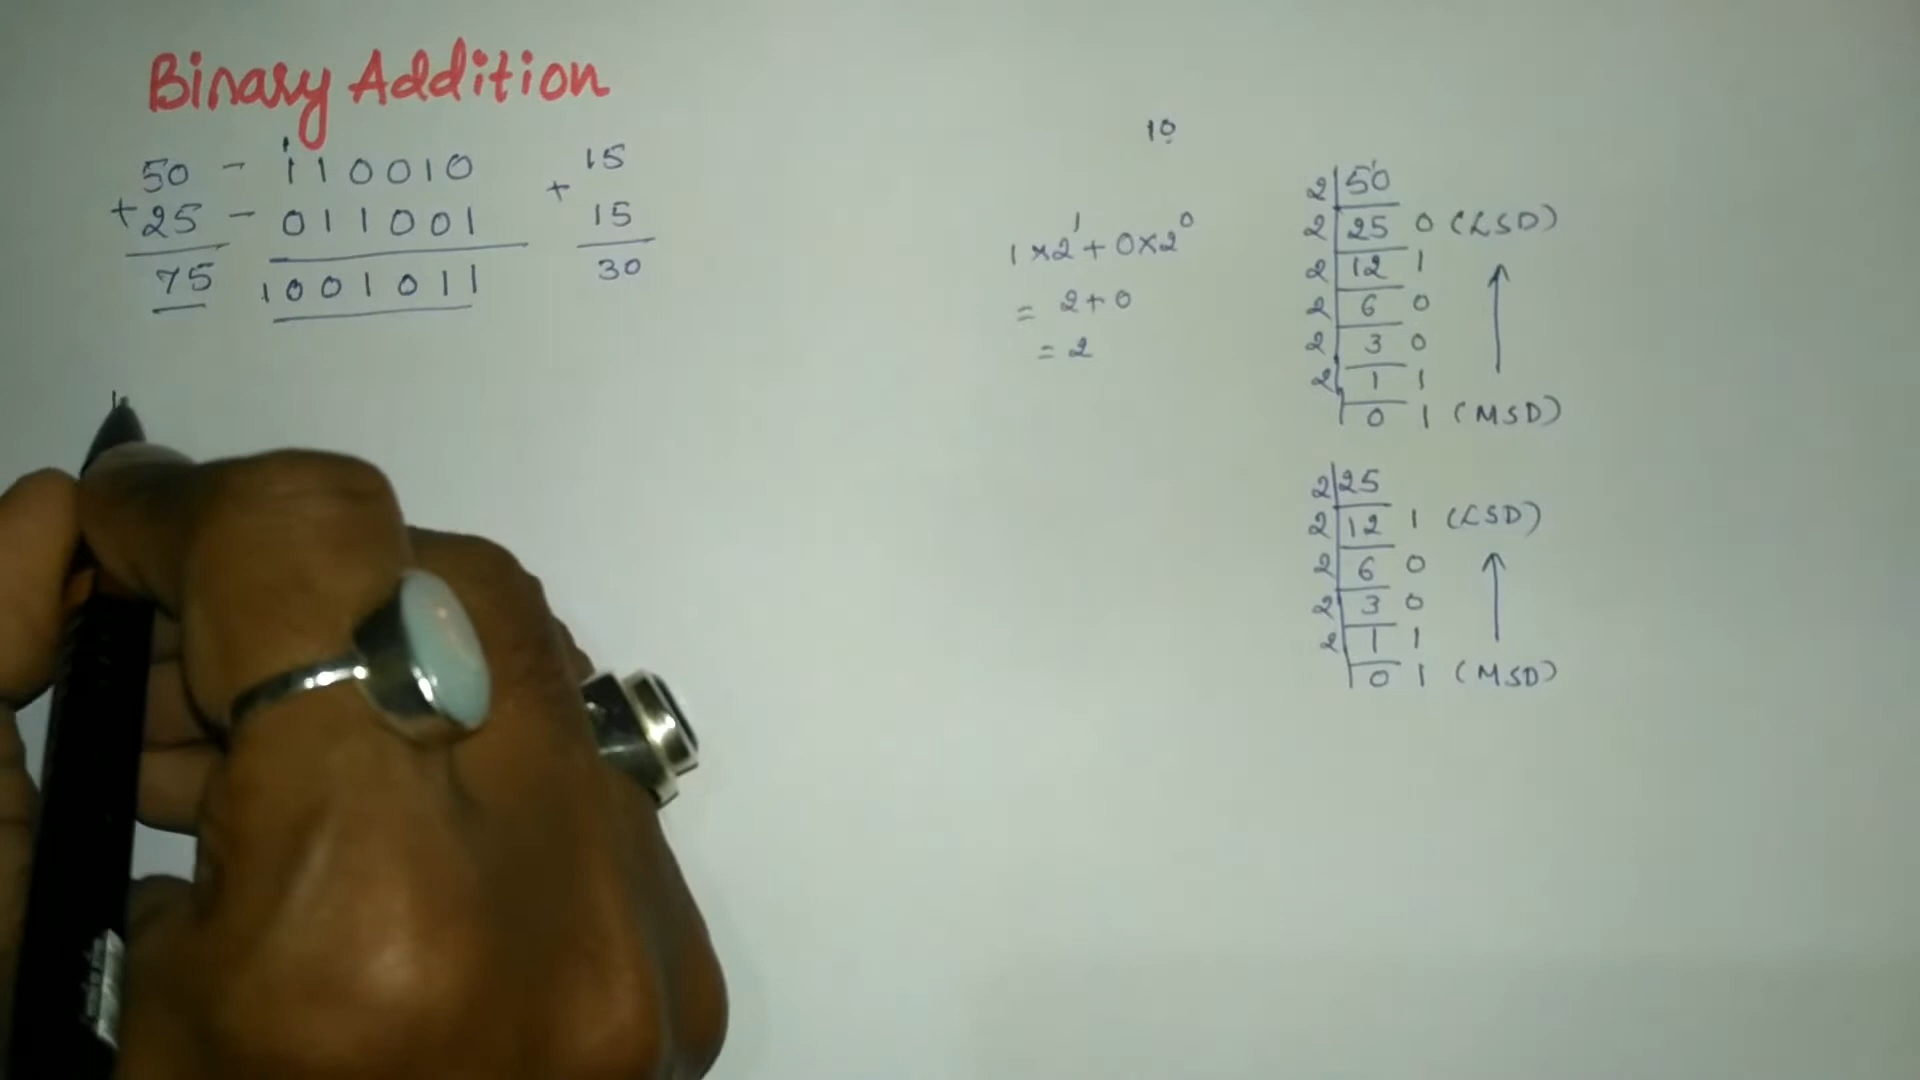 Binary Addition
50 - 110010
+ 25 - 011001
75 1001011
+ 15
15
30
10
1 × 2¹ + 0 × 2⁰
= 2 + 0
= 2
2 50
2 25 0 (LSD)
2 12 1
2 6 0
2 3 0
2 1 1
0 1 (MSD)
2 25
2 12 1 (LSD)
2 6 0
2 3 0
2 1 1
0 1 (MSD)